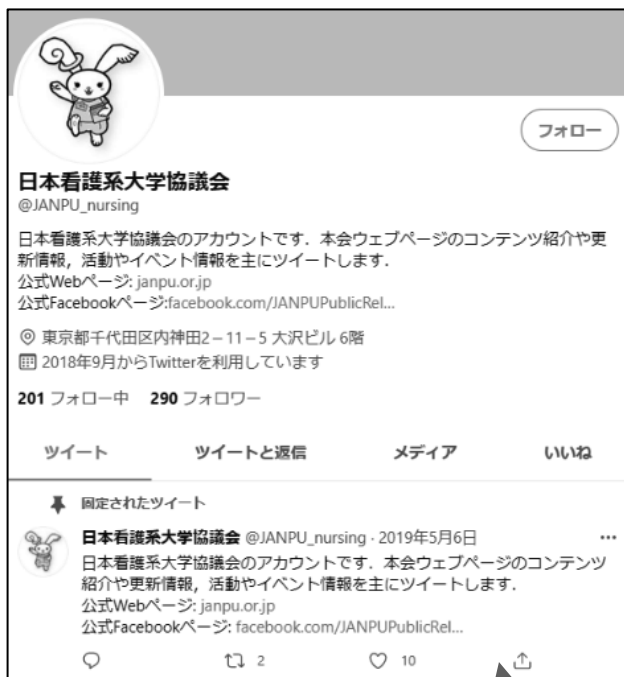 フォロー
日本看護系大学協議会
@JANPU_nursing
日本看護系大学協議会のアカウントです．本会ウェブページのコンテンツ紹介や更
新情報，活動やイベント情報を主にツイートします．
公式Webページ: janpu.or.jp
公式Facebookページ:facebook.com/JANPUPublicRel...
東京都千代田区内神田2－11－5 大沢ビル 6階
2018年9月からTwitterを利用しています
201 フォロー中 290 フォロワー
ツイート ツイートと返信 メディア いいね
固定されたツイート
日本看護系大学協議会 @JANPU_nursing · 2019年5月6日
日本看護系大学協議会のアカウントです．本会ウェブページのコンテンツ
紹介や更新情報，活動やイベント情報を主にツイートします．
公式Webページ: janpu.or.jp
公式Facebookページ: facebook.com/JANPUPublicRel...
2 10